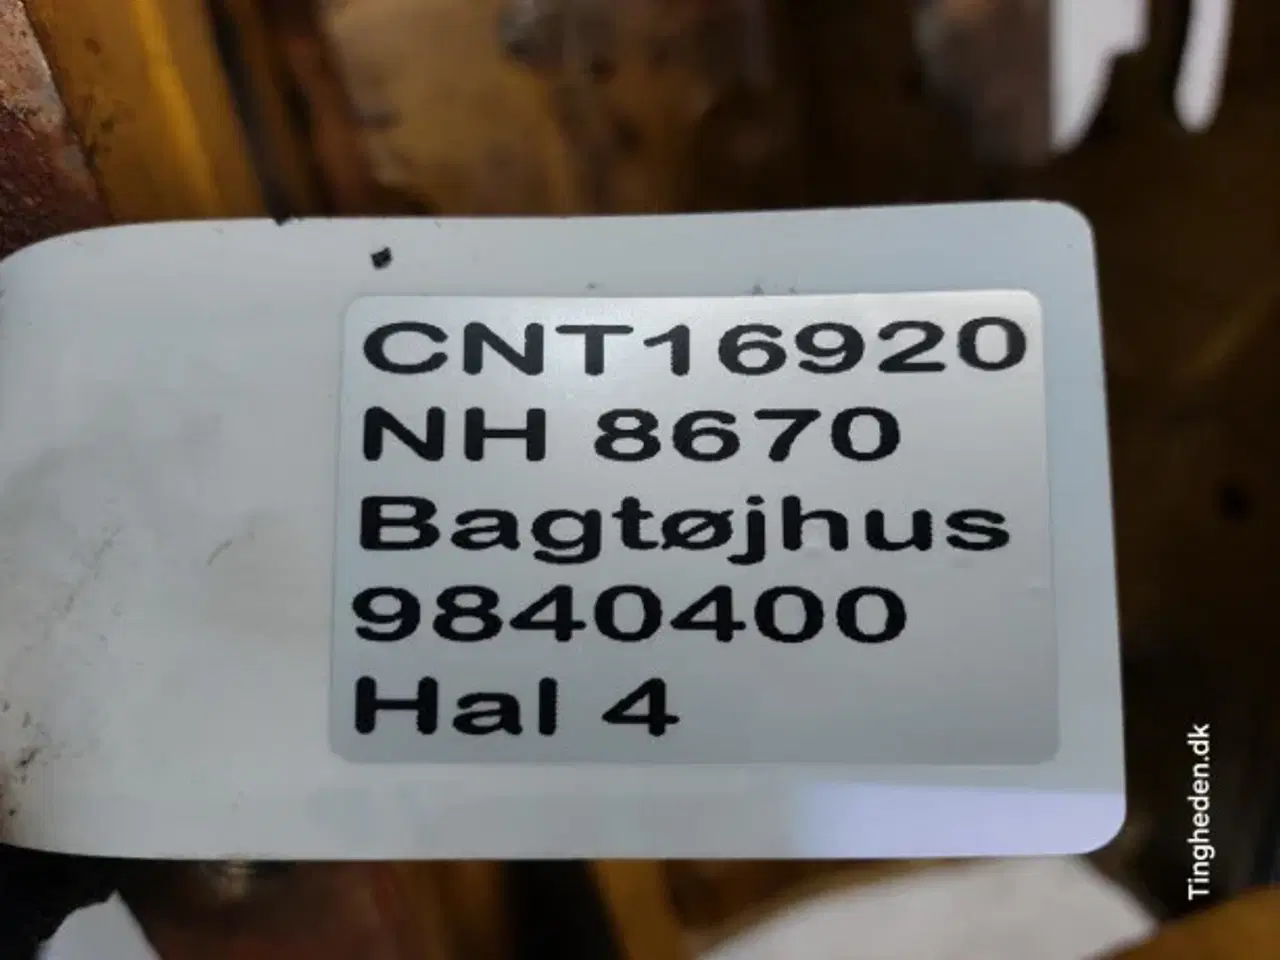 CNT16920
NH 8670
Bagtøjhus
9840400
Hal 4
Tingheden.dk